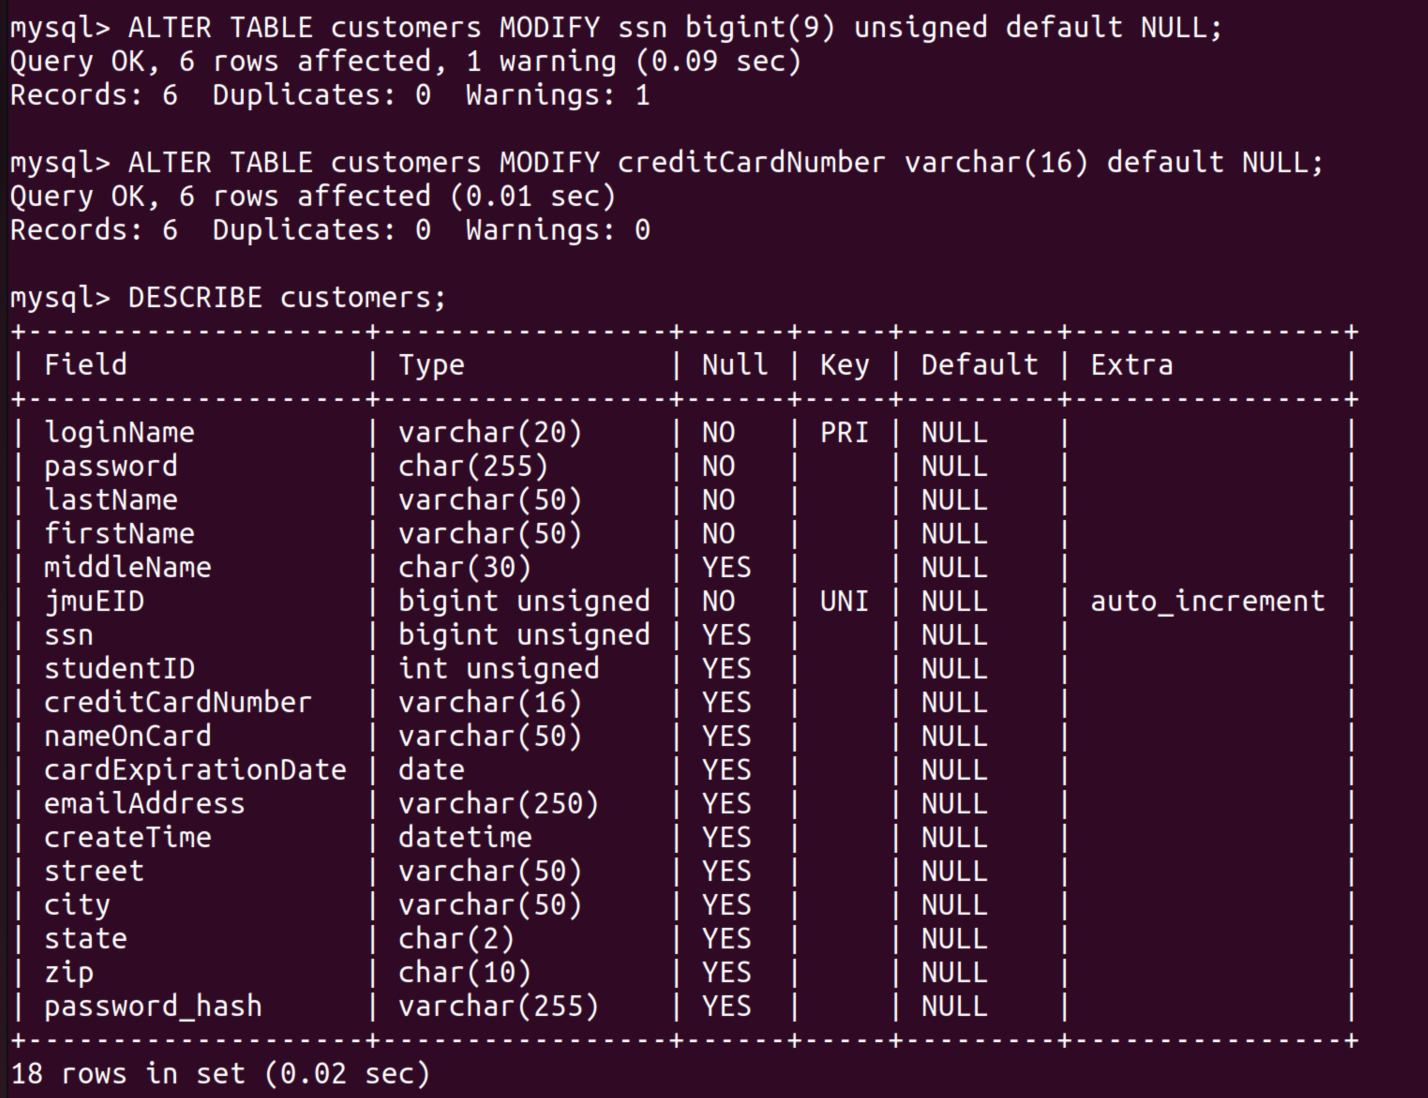 mysql> ALTER TABLE customers MODIFY ssn bigint(9) unsigned default NULL;
Query OK, 6 rows affected, 1 warning (0.09 sec)
Records: 6  Duplicates: 0  Warnings: 1

mysql> ALTER TABLE customers MODIFY creditCardNumber varchar(16) default NULL;
Query OK, 6 rows affected (0.01 sec)
Records: 6  Duplicates: 0  Warnings: 0

mysql> DESCRIBE customers;
+--------------------+-----------------+------+-----+---------+----------------+
| Field              | Type            | Null | Key | Default | Extra          |
+--------------------+-----------------+------+-----+---------+----------------+
| loginName          | varchar(20)     | NO   | PRI | NULL    |                |
| password           | char(255)       | NO   |     | NULL    |                |
| lastName           | varchar(50)     | NO   |     | NULL    |                |
| firstName          | varchar(50)     | NO   |     | NULL    |                |
| middleName         | char(30)        | YES  |     | NULL    |                |
| jmuEID             | bigint unsigned | NO   | UNI | NULL    | auto_increment |
| ssn                | bigint unsigned | YES  |     | NULL    |                |
| studentID          | int unsigned    | YES  |     | NULL    |                |
| creditCardNumber   | varchar(16)     | YES  |     | NULL    |                |
| nameOnCard         | varchar(50)     | YES  |     | NULL    |                |
| cardExpirationDate | date            | YES  |     | NULL    |                |
| emailAddress       | varchar(250)    | YES  |     | NULL    |                |
| createTime         | datetime        | YES  |     | NULL    |                |
| street             | varchar(50)     | YES  |     | NULL    |                |
| city               | varchar(50)     | YES  |     | NULL    |                |
| state              | char(2)         | YES  |     | NULL    |                |
| zip                | char(10)        | YES  |     | NULL    |                |
| password_hash      | varchar(255)    | YES  |     | NULL    |                |
+--------------------+-----------------+------+-----+---------+----------------+
18 rows in set (0.02 sec)